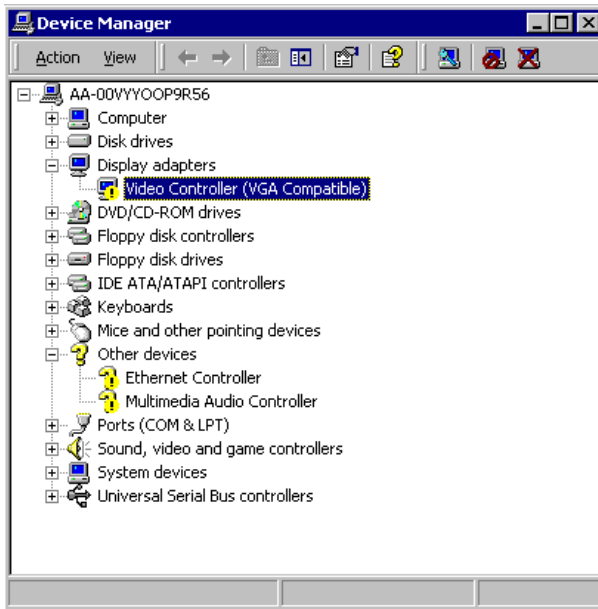 Device Manager
Action View
AA-00VYYOOP9R56
Computer
Disk drives
Display adapters
Video Controller (VGA Compatible)
DVD/CD-ROM drives
Floppy disk controllers
Floppy disk drives
IDE ATA/ATAPI controllers
Keyboards
Mice and other pointing devices
Other devices
Ethernet Controller
Multimedia Audio Controller
Ports (COM & LPT)
Sound, video and game controllers
System devices
Universal Serial Bus controllers